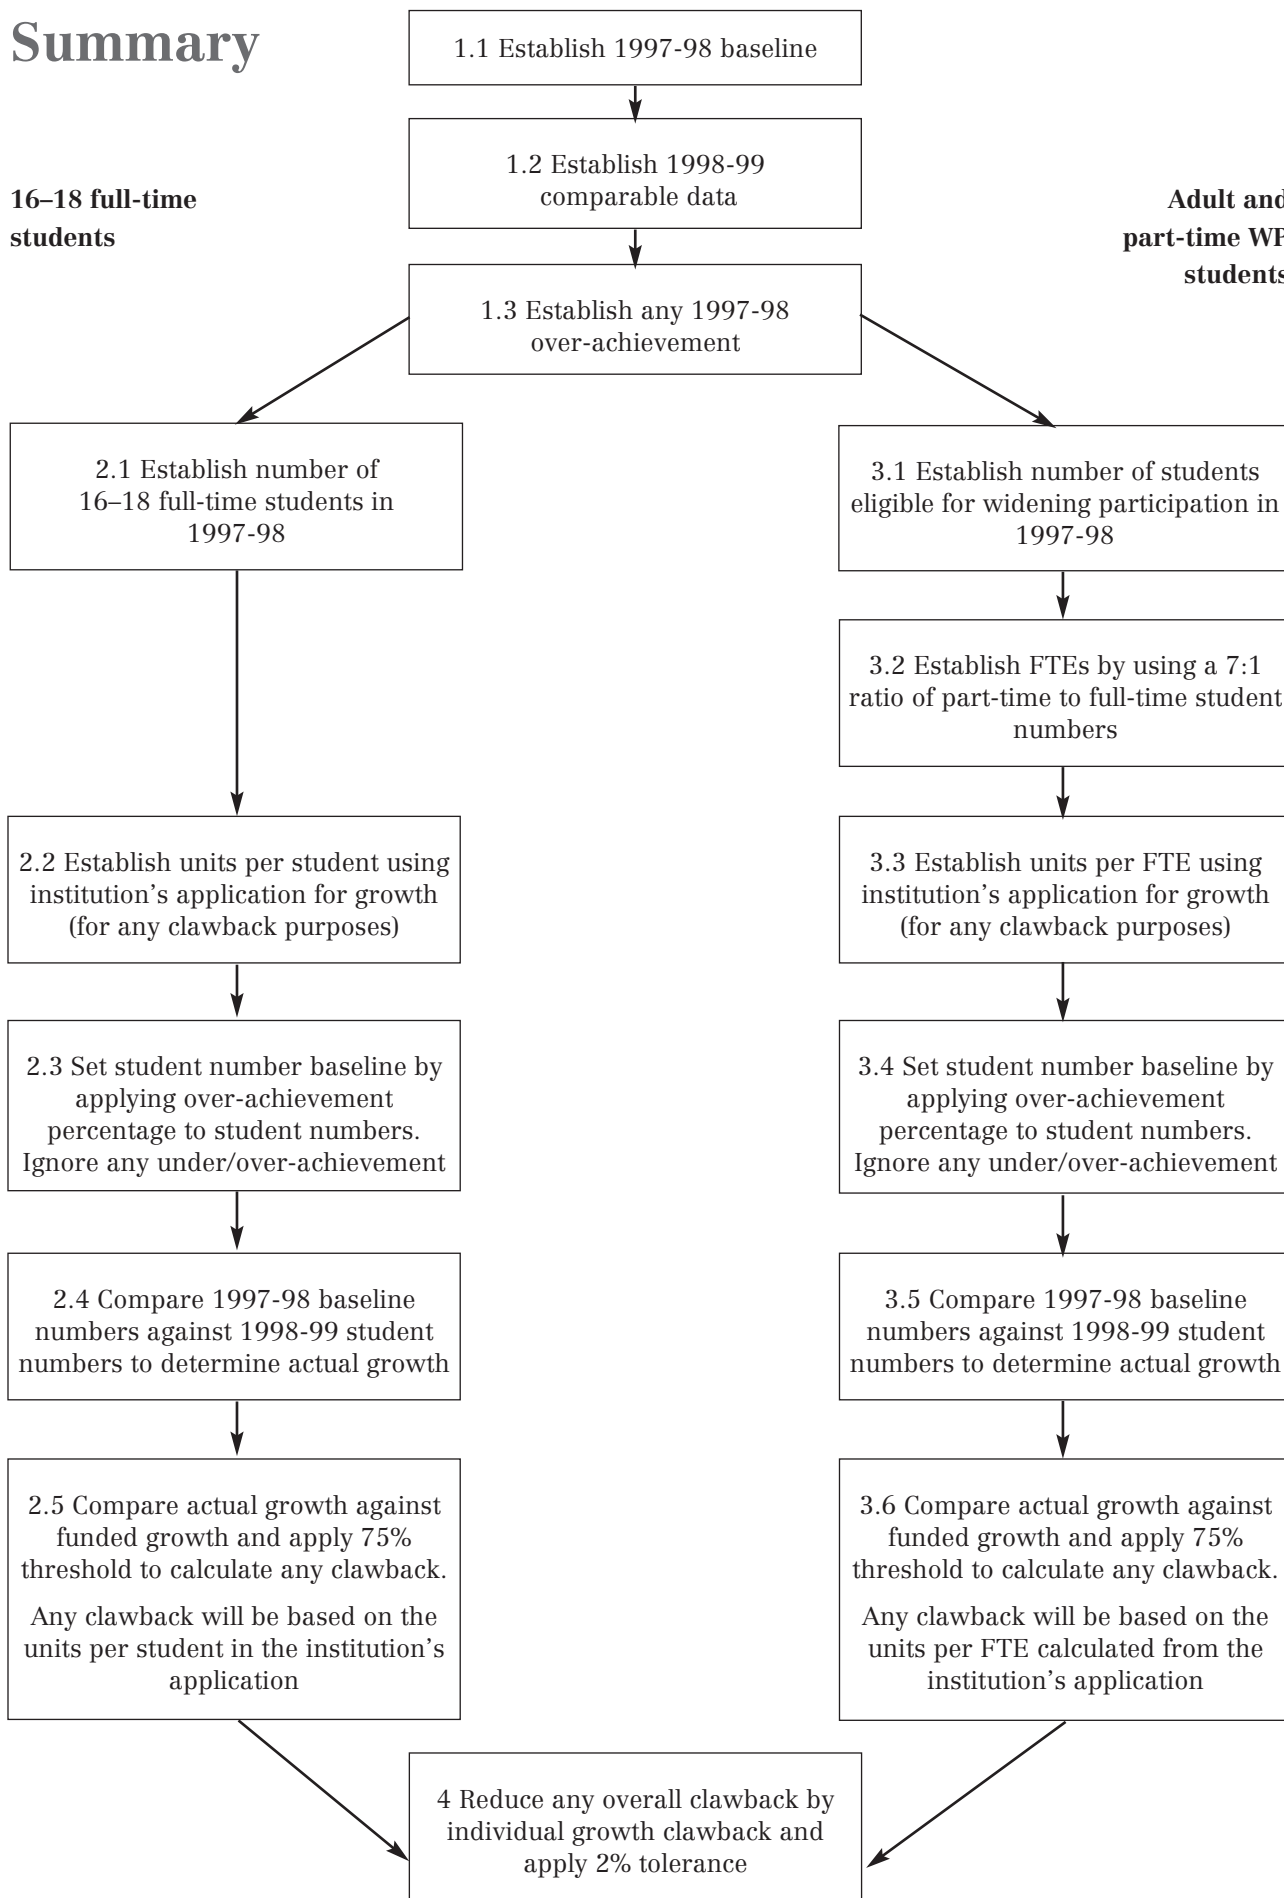 Summary
1.1 Establish 1997-98 baseline
1.2 Establish 1998-99
comparable data
16–18 full-time
students
Adult and
part-time WP
students
1.3 Establish any 1997-98
over-achievement
2.1 Establish number of
16–18 full-time students in
1997-98
3.1 Establish number of students
eligible for widening participation in
1997-98
3.2 Establish FTEs by using a 7:1
ratio of part-time to full-time student
numbers
2.2 Establish units per student using
institution’s application for growth
(for any clawback purposes)
3.3 Establish units per FTE using
institution’s application for growth
(for any clawback purposes)
2.3 Set student number baseline by
applying over-achievement
percentage to student numbers.
Ignore any under/over-achievement
3.4 Set student number baseline by
applying over-achievement
percentage to student numbers.
Ignore any under/over-achievement
2.4 Compare 1997-98 baseline
numbers against 1998-99 student
numbers to determine actual growth
3.5 Compare 1997-98 baseline
numbers against 1998-99 student
numbers to determine actual growth
2.5 Compare actual growth against
funded growth and apply 75%
threshold to calculate any clawback.
Any clawback will be based on the
units per student in the institution’s
application
3.6 Compare actual growth against
funded growth and apply 75%
threshold to calculate any clawback.
Any clawback will be based on the
units per FTE calculated from the
institution’s application
4 Reduce any overall clawback by
individual growth clawback and
apply 2% tolerance